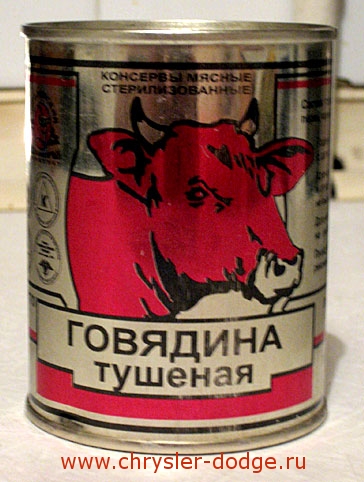 КОНСЕРВЫ МЯСНЫЕ
СТЕРИЛИЗОВАННЫЕ
ГОВЯДИНА
тушеная
www.chrysler-dodge.ru